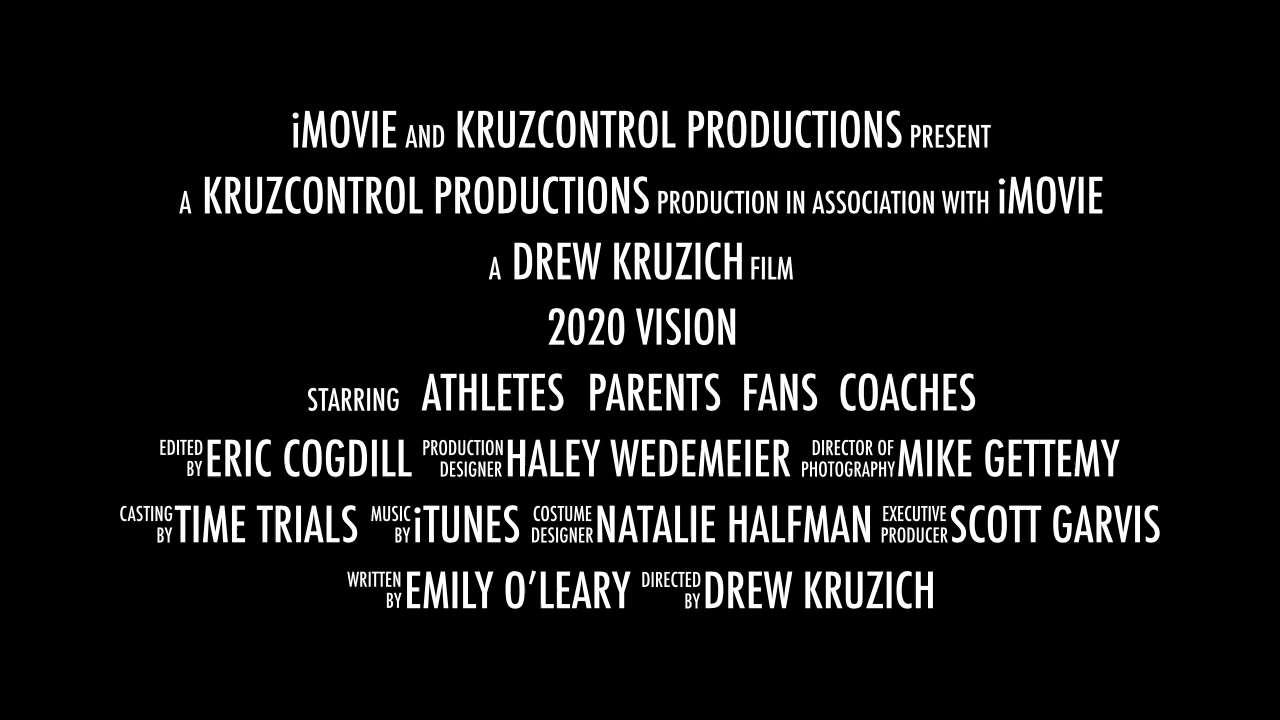 iMOVIE AND KRUZCONTROL PRODUCTIONS PRESENT
A KRUZCONTROL PRODUCTIONS PRODUCTION IN ASSOCIATION WITH iMOVIE
A DREW KRUZICH FILM
2020 VISION
STARRING ATHLETES PARENTS FANS COACHES
EDITED BY ERIC COGDILL PRODUCTION DESIGNER HALEY WEDEMEIER DIRECTOR OF PHOTOGRAPHY MIKE GETTEMY
CASTING BY TIME TRIALS MUSIC BY iTUNES COSTUME DESIGNER NATALIE HALFMAN EXECUTIVE PRODUCER SCOTT GARVIS
WRITTEN BY EMILY O’LEARY DIRECTED BY DREW KRUZICH